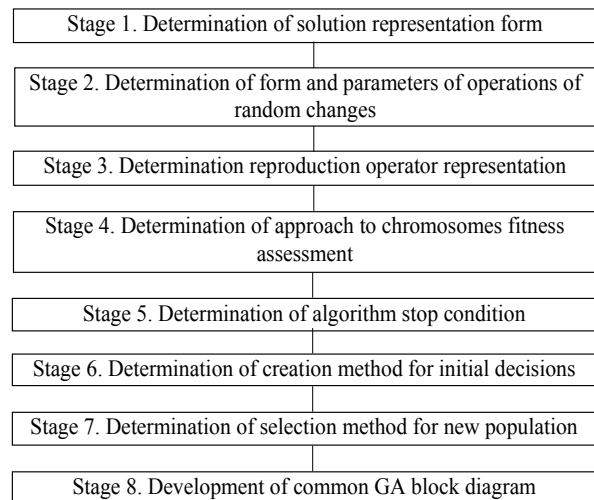 Stage 1. Determination of solution representation form
Stage 2. Determination of form and parameters of operations of
random changes
Stage 3. Determination reproduction operator representation
Stage 4. Determination of approach to chromosomes fitness
assessment
Stage 5. Determination of algorithm stop condition
Stage 6. Determination of creation method for initial decisions
Stage 7. Determination of selection method for new population
Stage 8. Development of common GA block diagram